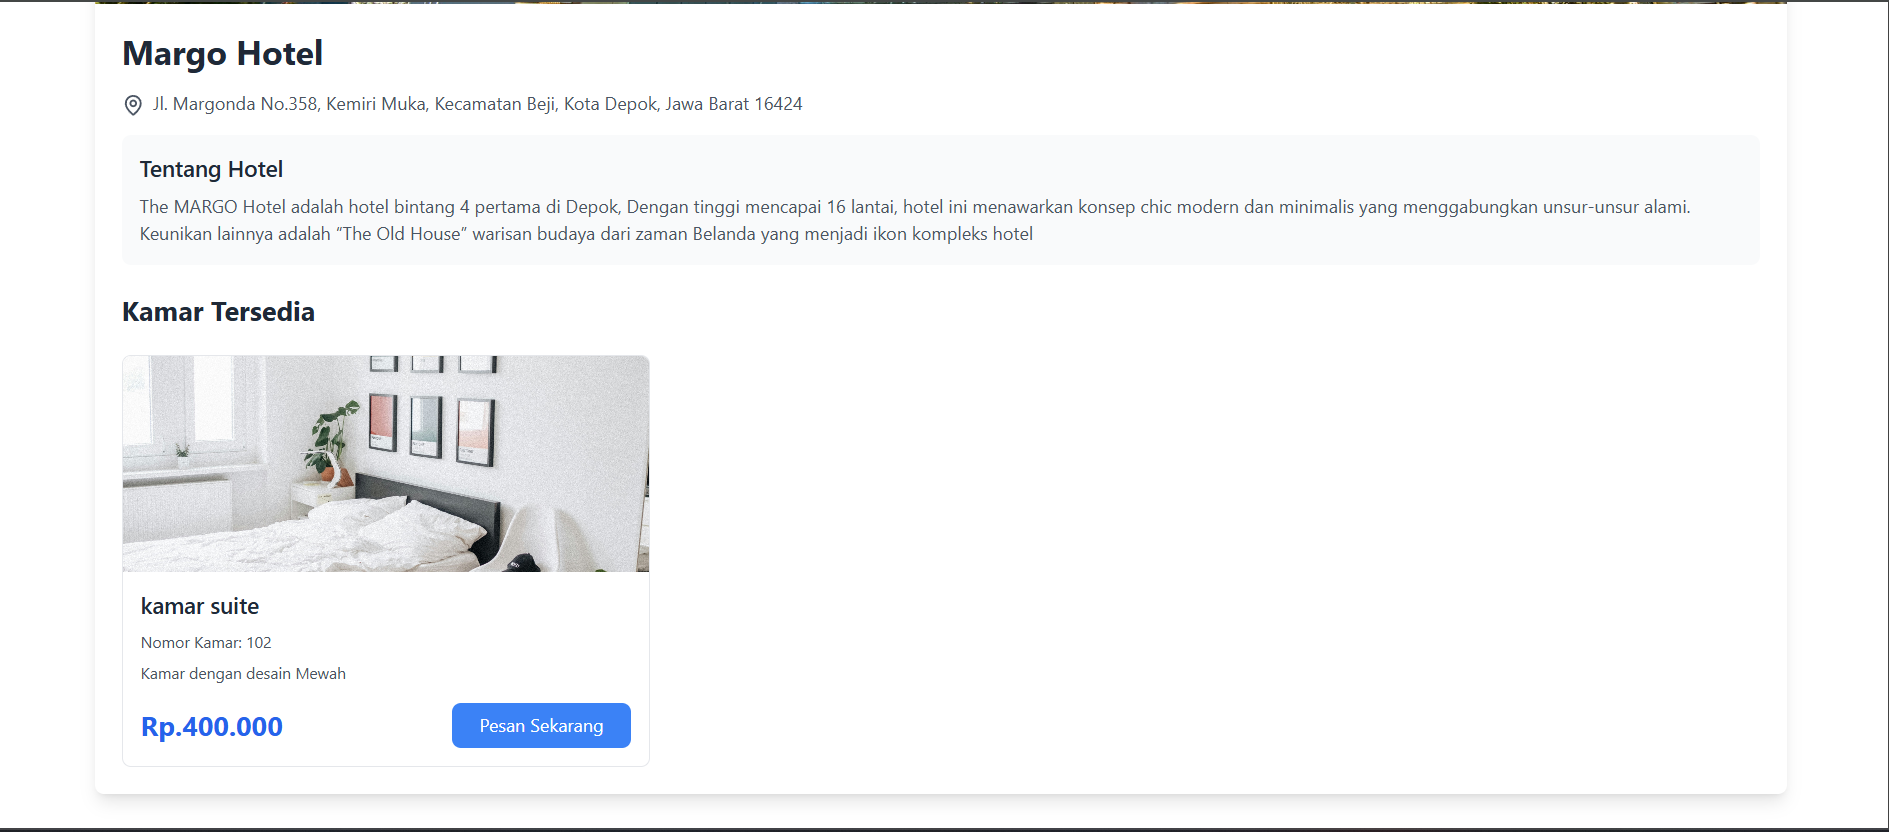 Margo Hotel
Jl. Margonda No.358, Kemiri Muka, Kecamatan Beji, Kota Depok, Jawa Barat 16424
Tentang Hotel
The MARGO Hotel adalah hotel bintang 4 pertama di Depok, Dengan tinggi mencapai 16 lantai, hotel ini menawarkan konsep chic modern dan minimalis yang menggabungkan unsur-unsur alami.
Keunikan lainnya adalah “The Old House” warisan budaya dari zaman Belanda yang menjadi ikon kompleks hotel
Kamar Tersedia
kamar suite
Nomor Kamar: 102
Kamar dengan desain Mewah
Rp.400.000
Pesan Sekarang